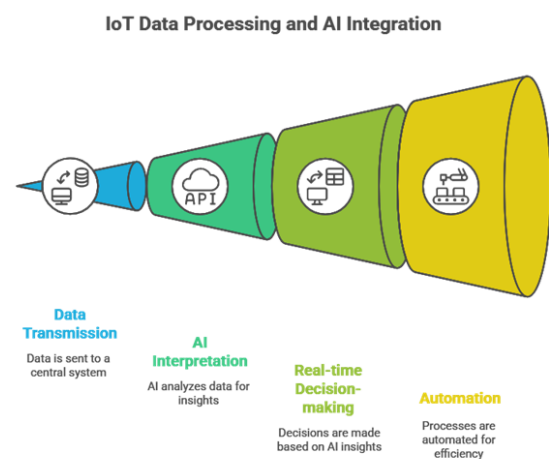 IoT Data Processing and AI Integration
API
Data
Transmission
Data is sent to a
central system
AI
Interpretation
AI analyzes data for
insights
Real-time
Decision-
making
Decisions are made
based on AI insights
Automation
Processes are
automated for
efficiency